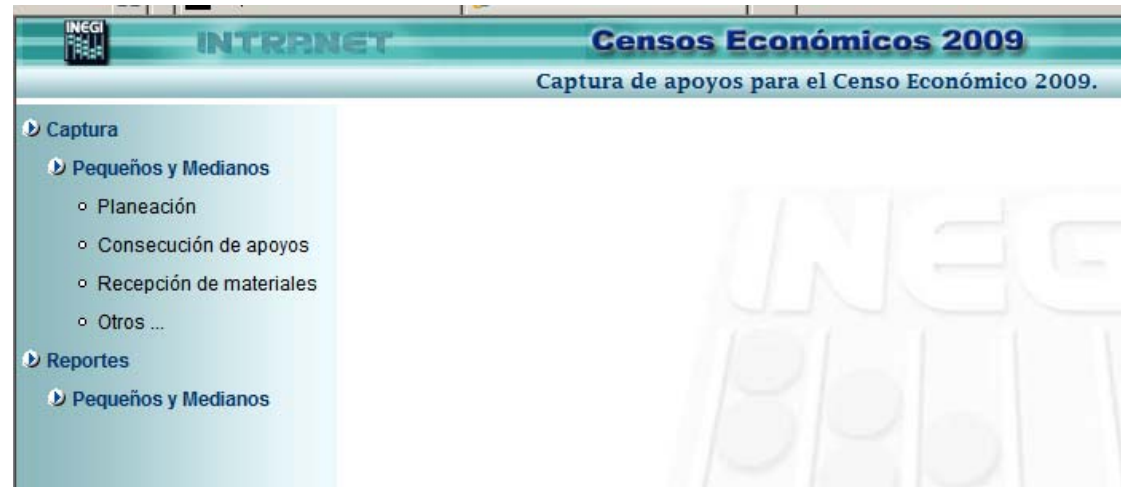 INEGI
INTRANET
Censos Económicos 2009
Captura de apoyos para el Censo Económico 2009.
Captura
Pequeños y Medianos
Planeación
Consecución de apoyos
Recepción de materiales
Otros ...
Reportes
Pequeños y Medianos
INEG